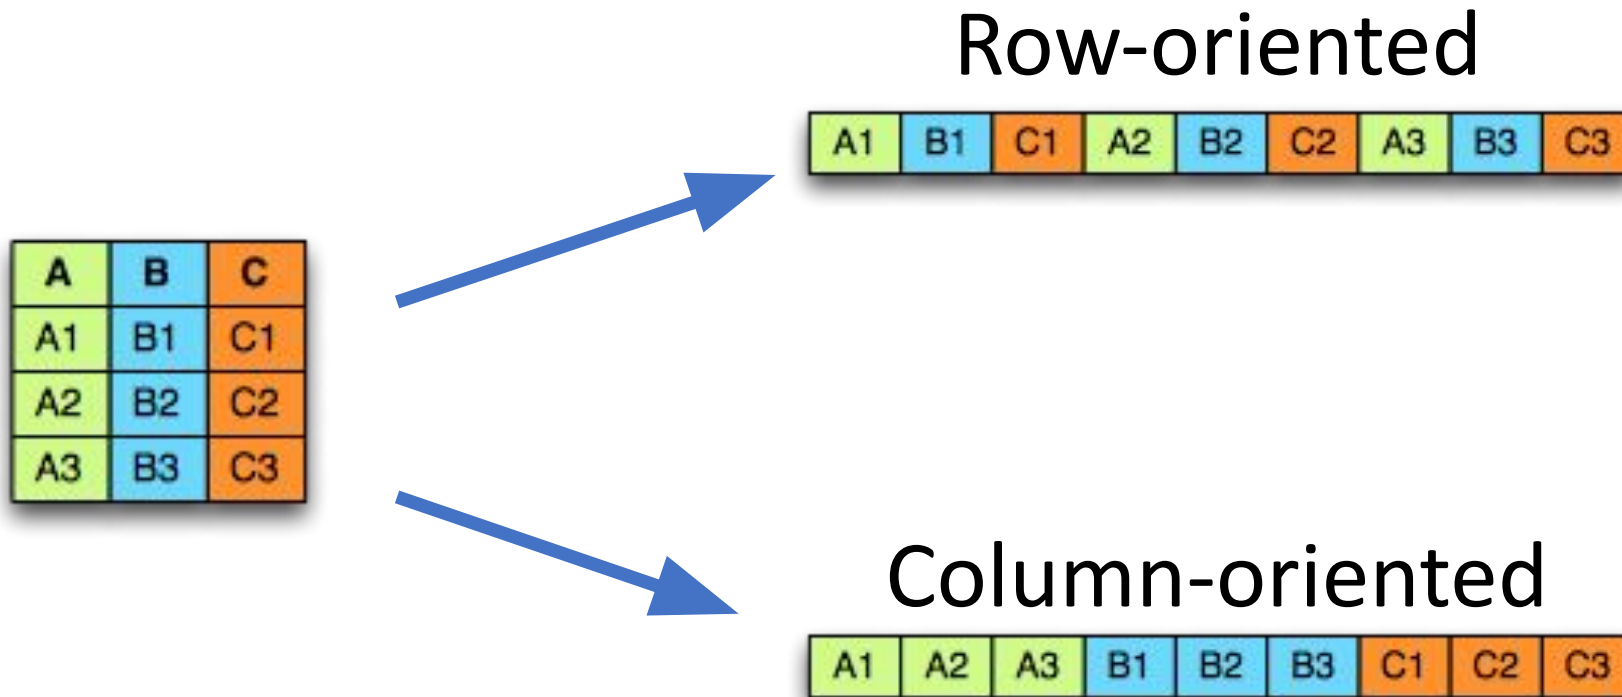 Row-oriented
A1 B1 C1 A2 B2 C2 A3 B3 C3
A B C
A1 B1 C1
A2 B2 C2
A3 B3 C3
Column-oriented
A1 A2 A3 B1 B2 B3 C1 C2 C3